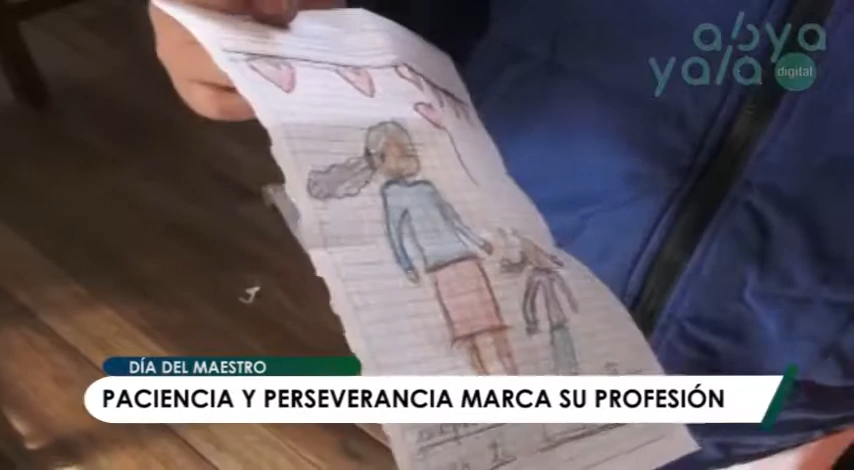 abya
yala
digital
DÍA DEL MAESTRO
PACIENCIA Y PERSEVERANCIA MARCA SU PROFESIÓN